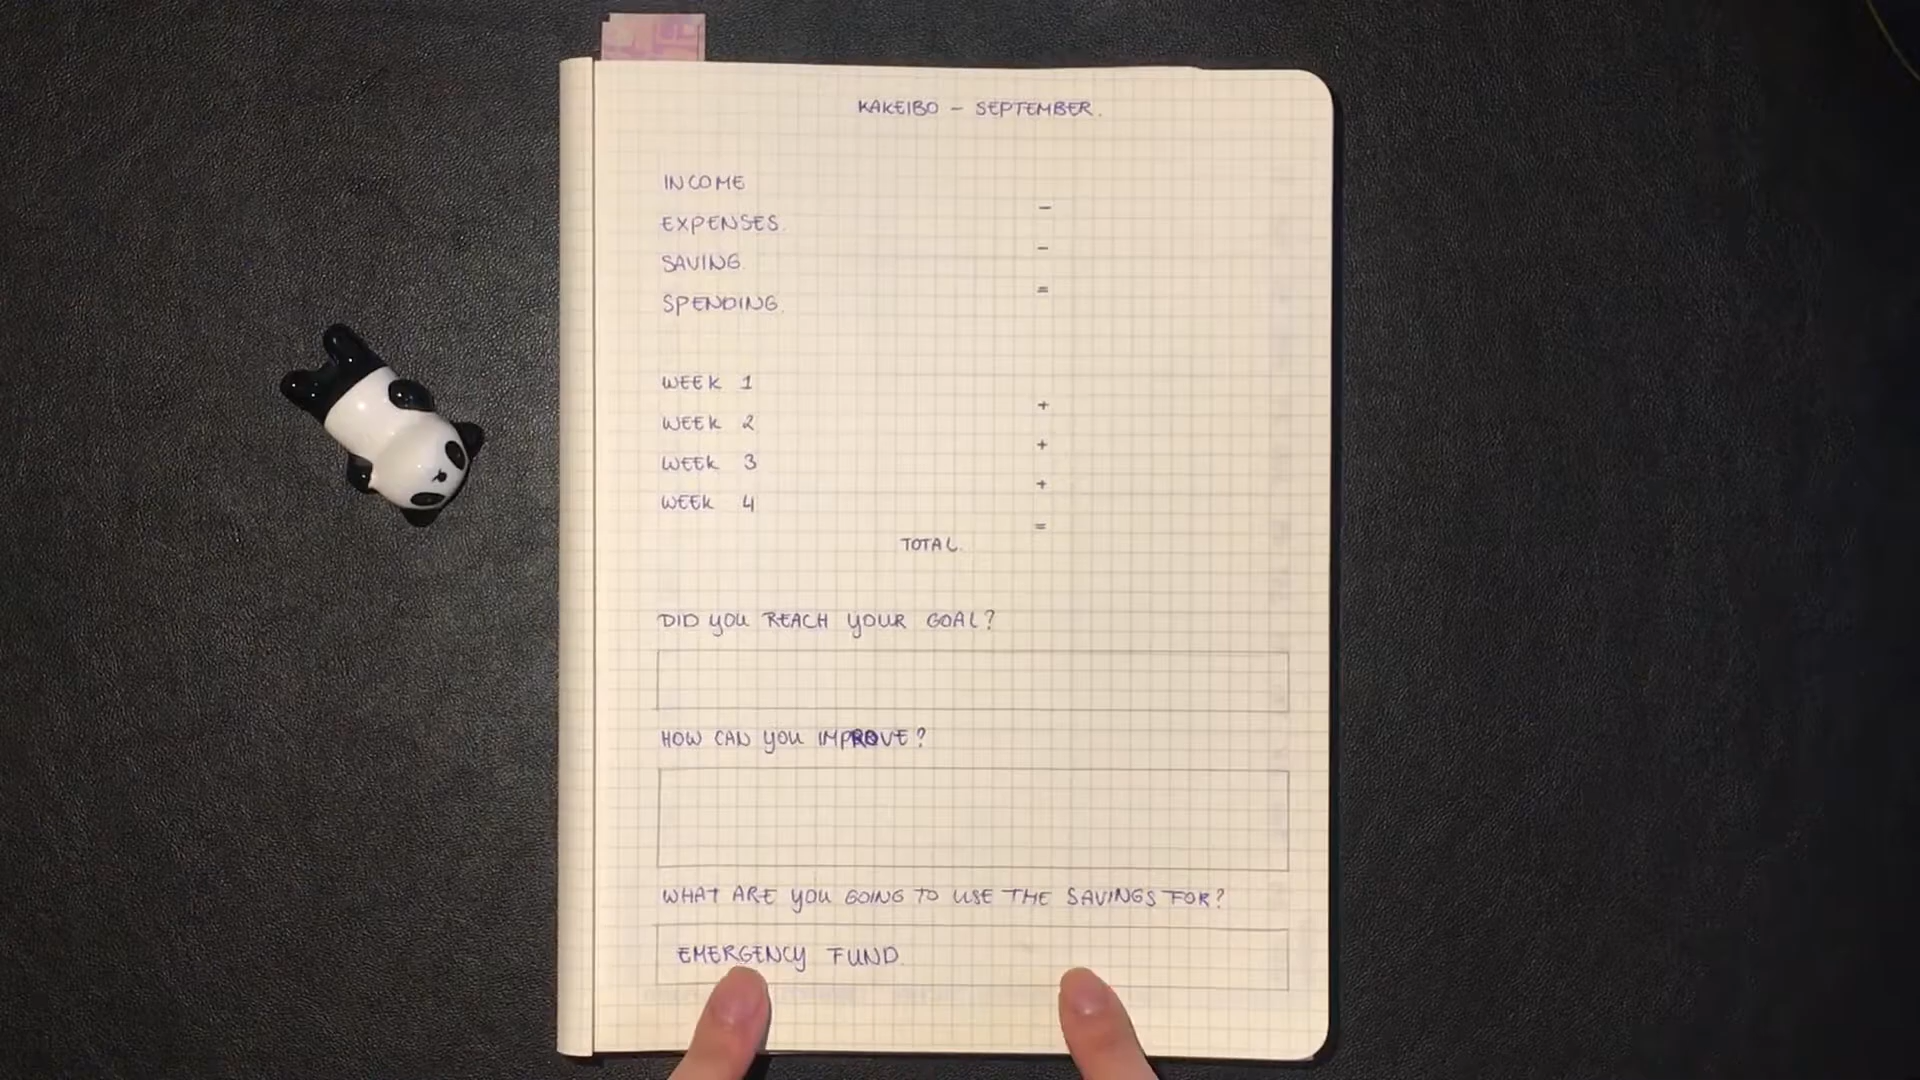 KAKEIBO – SEPTEMBER.
INCOME
–
EXPENSES.
–
SAVING.
=
SPENDING.
WEEK 1
+
WEEK 2
+
WEEK 3
+
WEEK 4
=
TOTAL.
DID YOU REACH YOUR GOAL?
HOW CAN YOU IMPROVE?
WHAT ARE YOU GOING TO USE THE SAVINGS FOR?
EMERGENCY FUND.